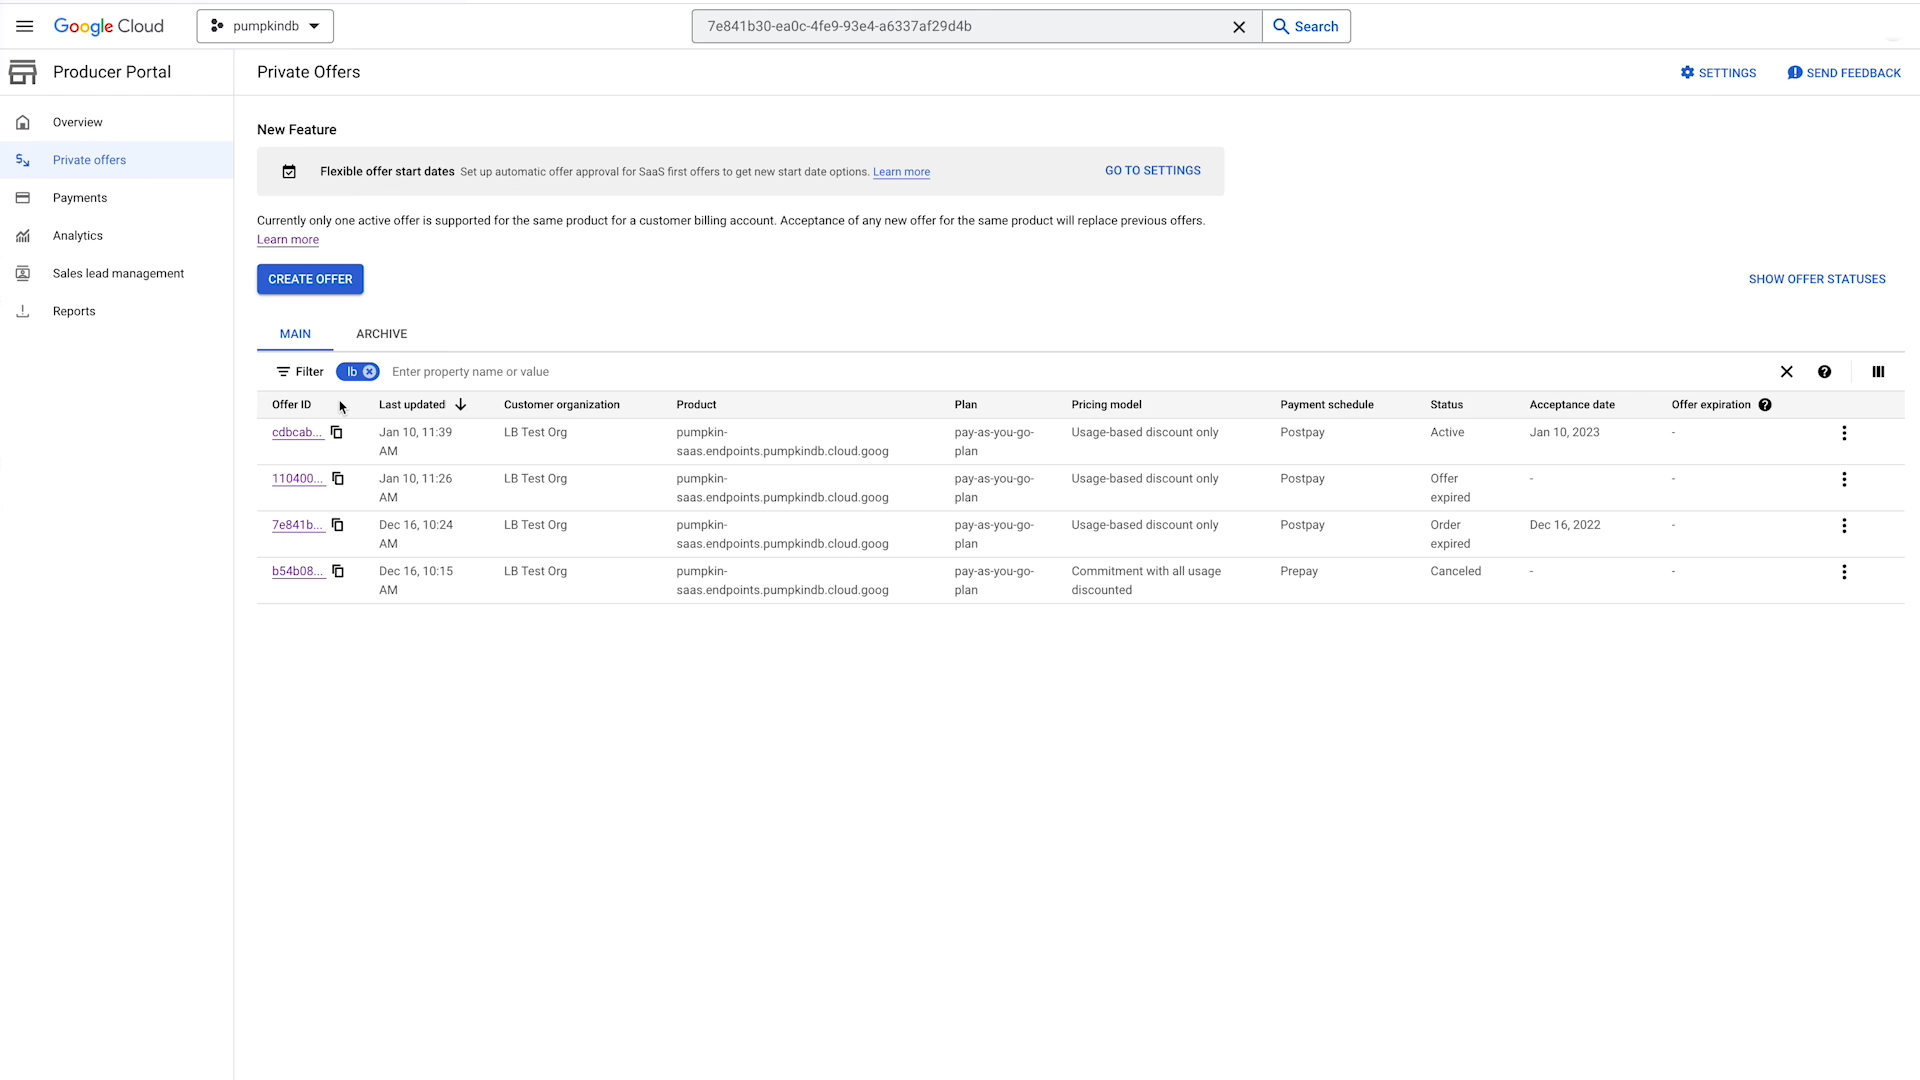 Google Cloud
pumpkindb
7e841b30-ea0c-4fe9-93e4-a6337af29d4b
Search
Producer Portal
Private Offers
SETTINGS
SEND FEEDBACK
Overview
Private offers
Payments
Analytics
Sales lead management
Reports
New Feature
Flexible offer start dates Set up automatic offer approval for SaaS first offers to get new start date options. Learn more
GO TO SETTINGS
Currently only one active offer is supported for the same product for a customer billing account. Acceptance of any new offer for the same product will replace previous offers.
Learn more
CREATE OFFER
SHOW OFFER STATUSES
MAIN
ARCHIVE
Filter
lb
Enter property name or value
Offer ID
Last updated
Customer organization
Product
Plan
Pricing model
Payment schedule
Status
Acceptance date
Offer expiration
cdbcab...
Jan 10, 11:39
AM
LB Test Org
pumpkin-
saas.endpoints.pumpkindb.cloud.goog
pay-as-you-go-
plan
Usage-based discount only
Postpay
Active
Jan 10, 2023
-
110400...
Jan 10, 11:26
AM
LB Test Org
pumpkin-
saas.endpoints.pumpkindb.cloud.goog
pay-as-you-go-
plan
Usage-based discount only
Postpay
Offer
expired
-
-
7e841b...
Dec 16, 10:24
AM
LB Test Org
pumpkin-
saas.endpoints.pumpkindb.cloud.goog
pay-as-you-go-
plan
Usage-based discount only
Postpay
Order
expired
Dec 16, 2022
-
b54b08...
Dec 16, 10:15
AM
LB Test Org
pumpkin-
saas.endpoints.pumpkindb.cloud.goog
pay-as-you-go-
plan
Commitment with all usage
discounted
Prepay
Canceled
-
-